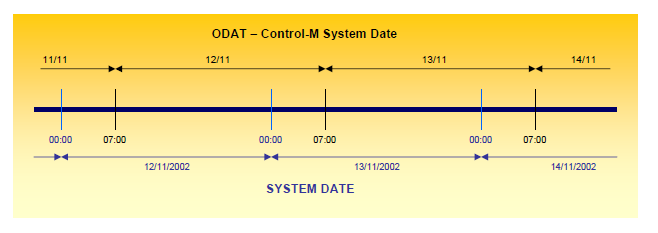 ODAT – Control-M System Date
11/11 12/11 13/11 14/11
00:00 07:00 00:00 07:00 00:00 07:00
12/11/2002 13/11/2002 14/11/2002
SYSTEM DATE